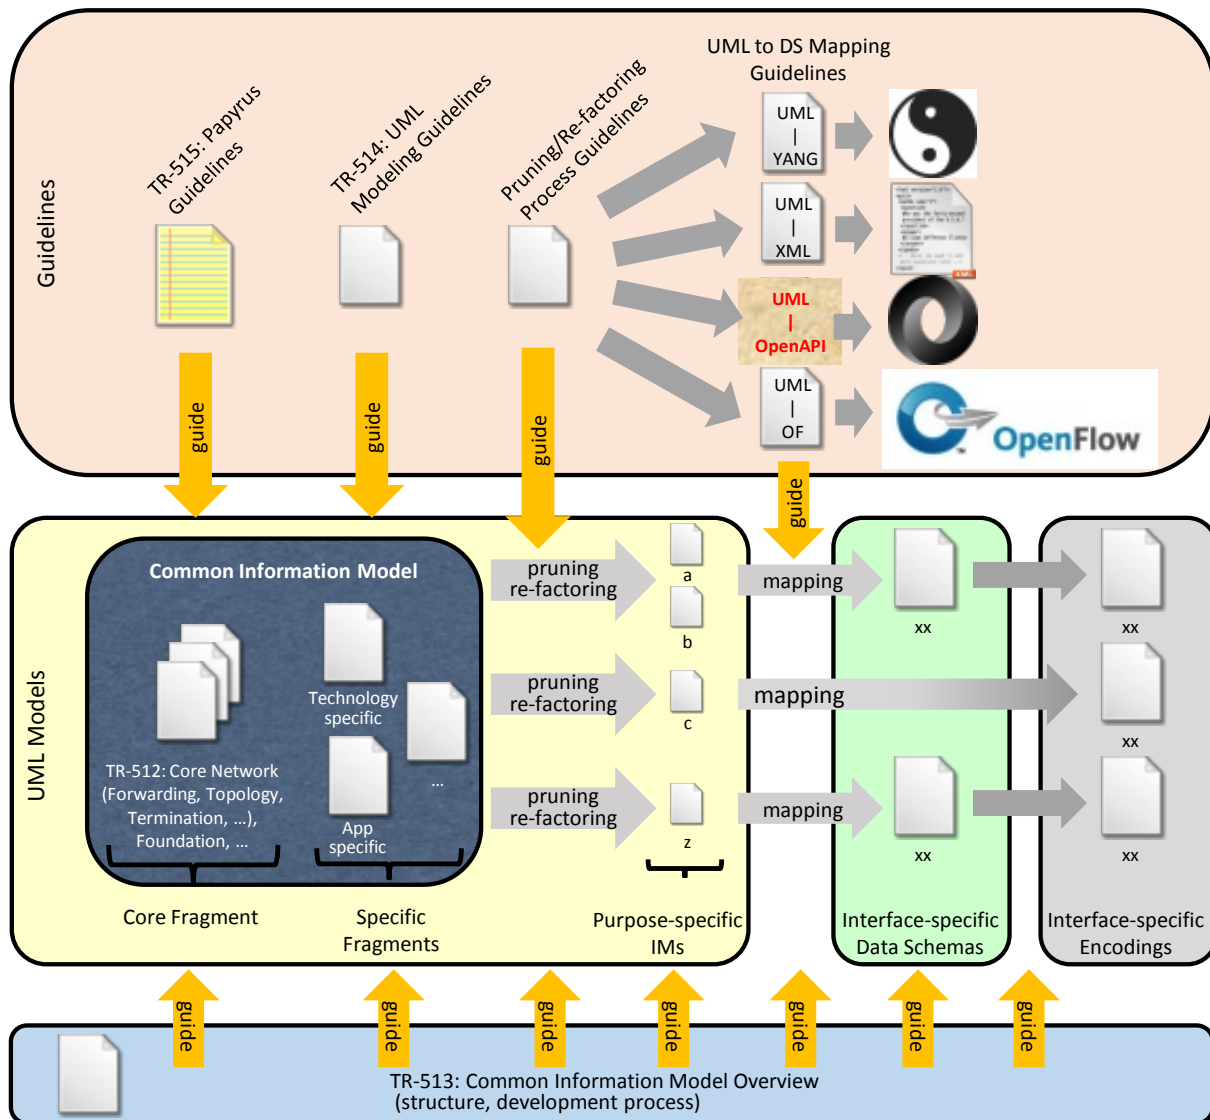 UML to DS Mapping
Guidelines
TR-515: Papyrus
Guidelines
TR-514: UML
Modeling Guidelines
Pruning/Re-factoring
Process Guidelines
Guidelines
UML
|
YANG
UML
|
XML
XML
UML
|
OpenAPI
UML
|
OF
OpenFlow
TM
guide
guide
guide
guide
UML Models
Common Information Model
TR-512: Core Network
(Forwarding, Topology,
Termination, …),
Foundation, …
Technology
specific
App
specific
…
Core Fragment
Specific
Fragments
pruning
re-factoring
pruning
re-factoring
pruning
re-factoring
a
b
c
z
Purpose-specific
IMs
mapping
mapping
mapping
xx
xx
Interface-specific
Data Schemas
xx
xx
xx
Interface-specific
Encodings
guide
guide
guide
guide
guide
guide
guide
TR-513: Common Information Model Overview
(structure, development process)